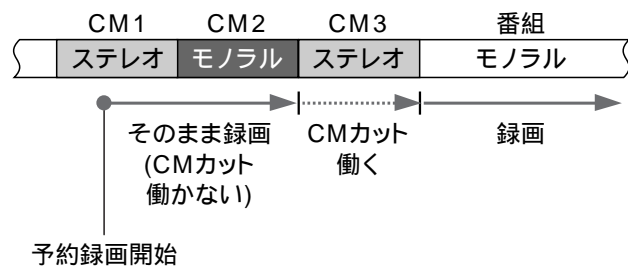 CM1 CM2 CM3 番組
ステレオ モノラル ステレオ モノラル
そのまま録画 CMカット 録画
(CMカット 働く
働かない)
予約録画開始